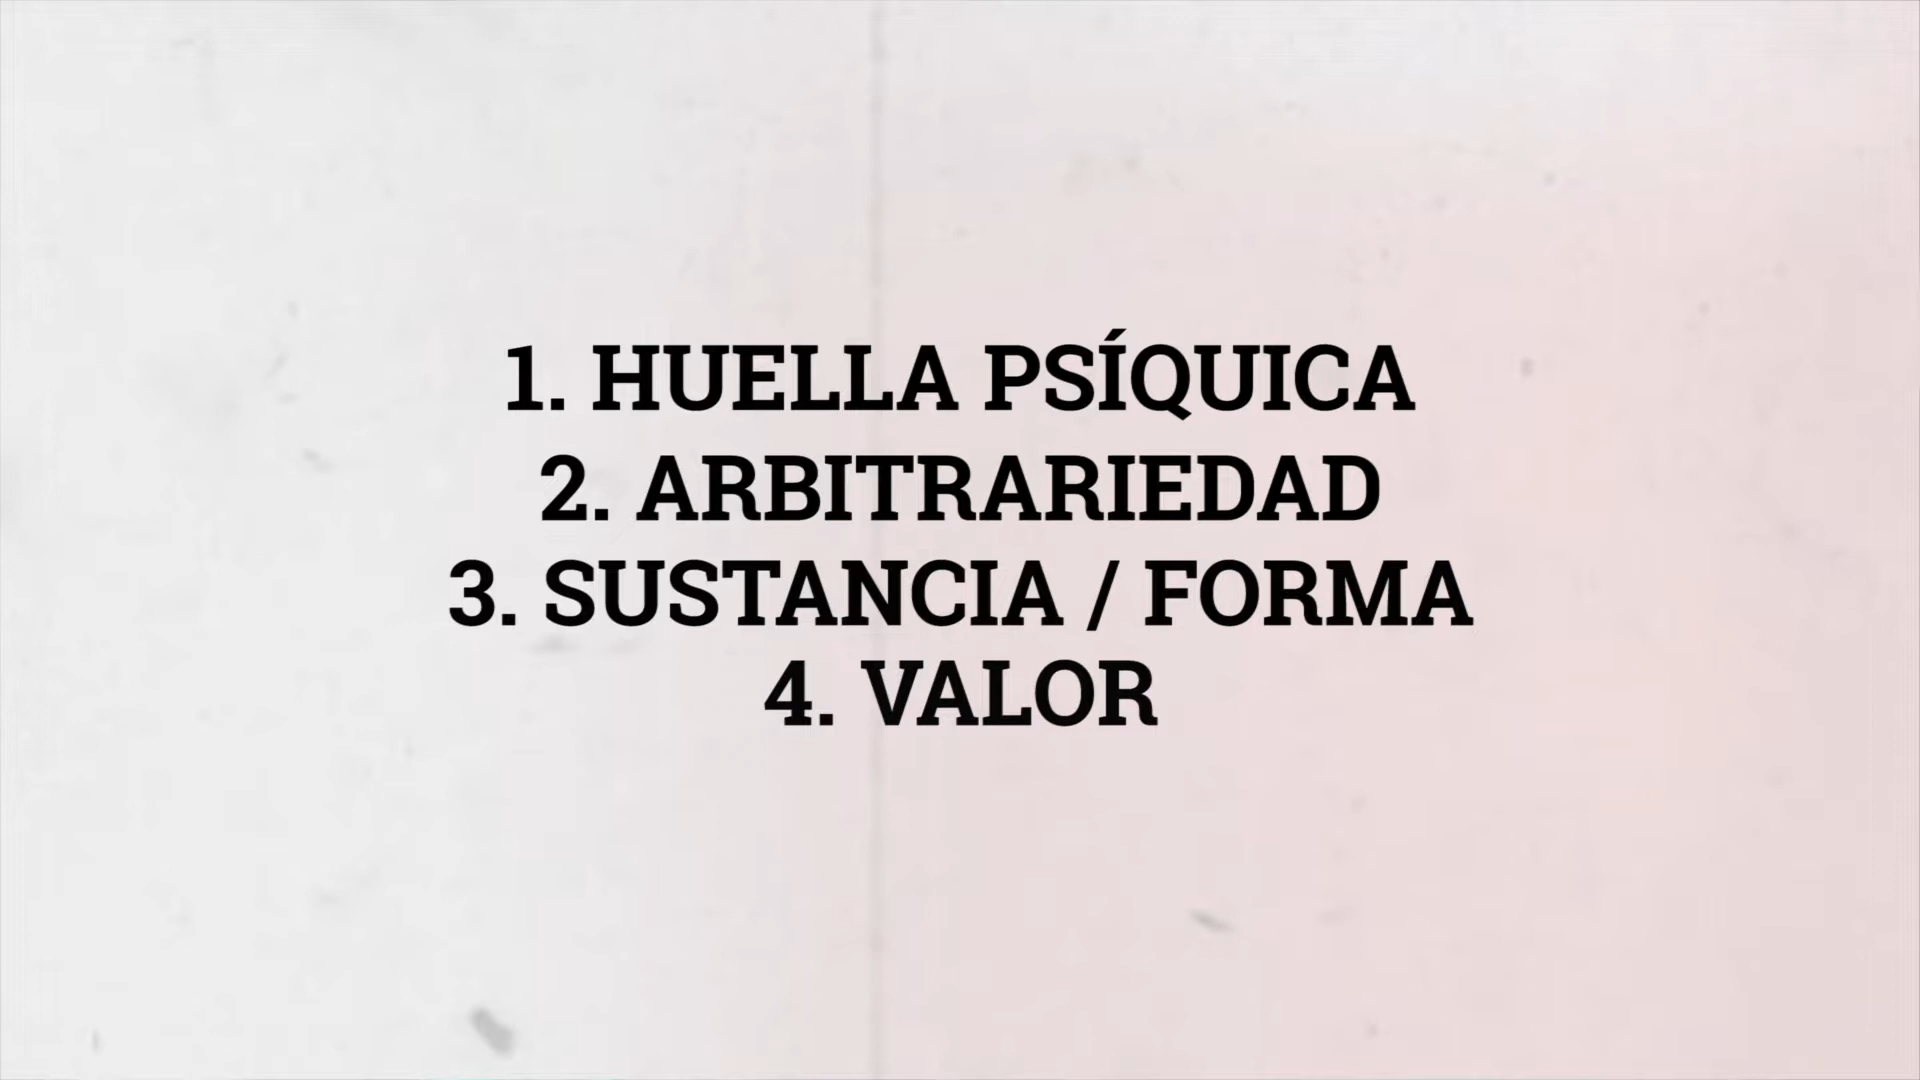 1. HUELLA PSÍQUICA
2. ARBITRARIEDAD
3. SUSTANCIA / FORMA
4. VALOR